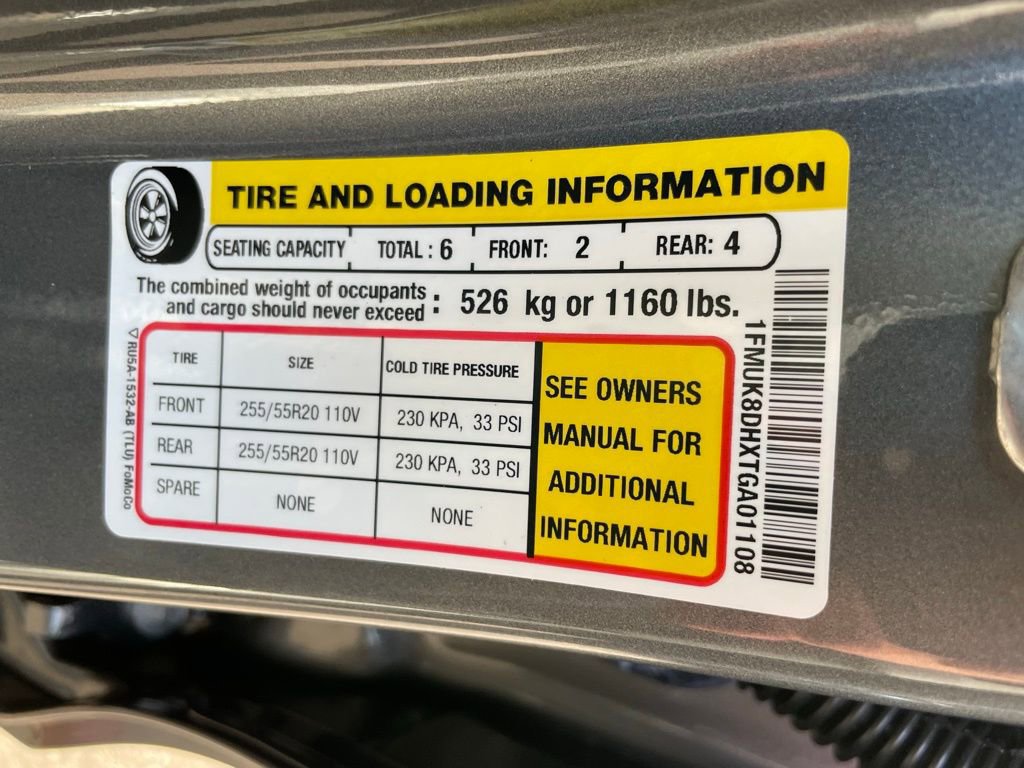 TIRE AND LOADING INFORMATION
SEATING CAPACITY TOTAL : 6 FRONT: 2 REAR: 4
The combined weight of occupants
and cargo should never exceed : 526 kg or 1160 lbs.
TIRE SIZE COLD TIRE PRESSURE
FRONT 255/55R20 110V 230 KPA, 33 PSI
REAR 255/55R20 110V 230 KPA, 33 PSI
SPARE NONE NONE
SEE OWNERS
MANUAL FOR
ADDITIONAL
INFORMATION
1FMUK8DHXTGA01108
▽ RU5A-1532-AB (TLU) FoMoCo